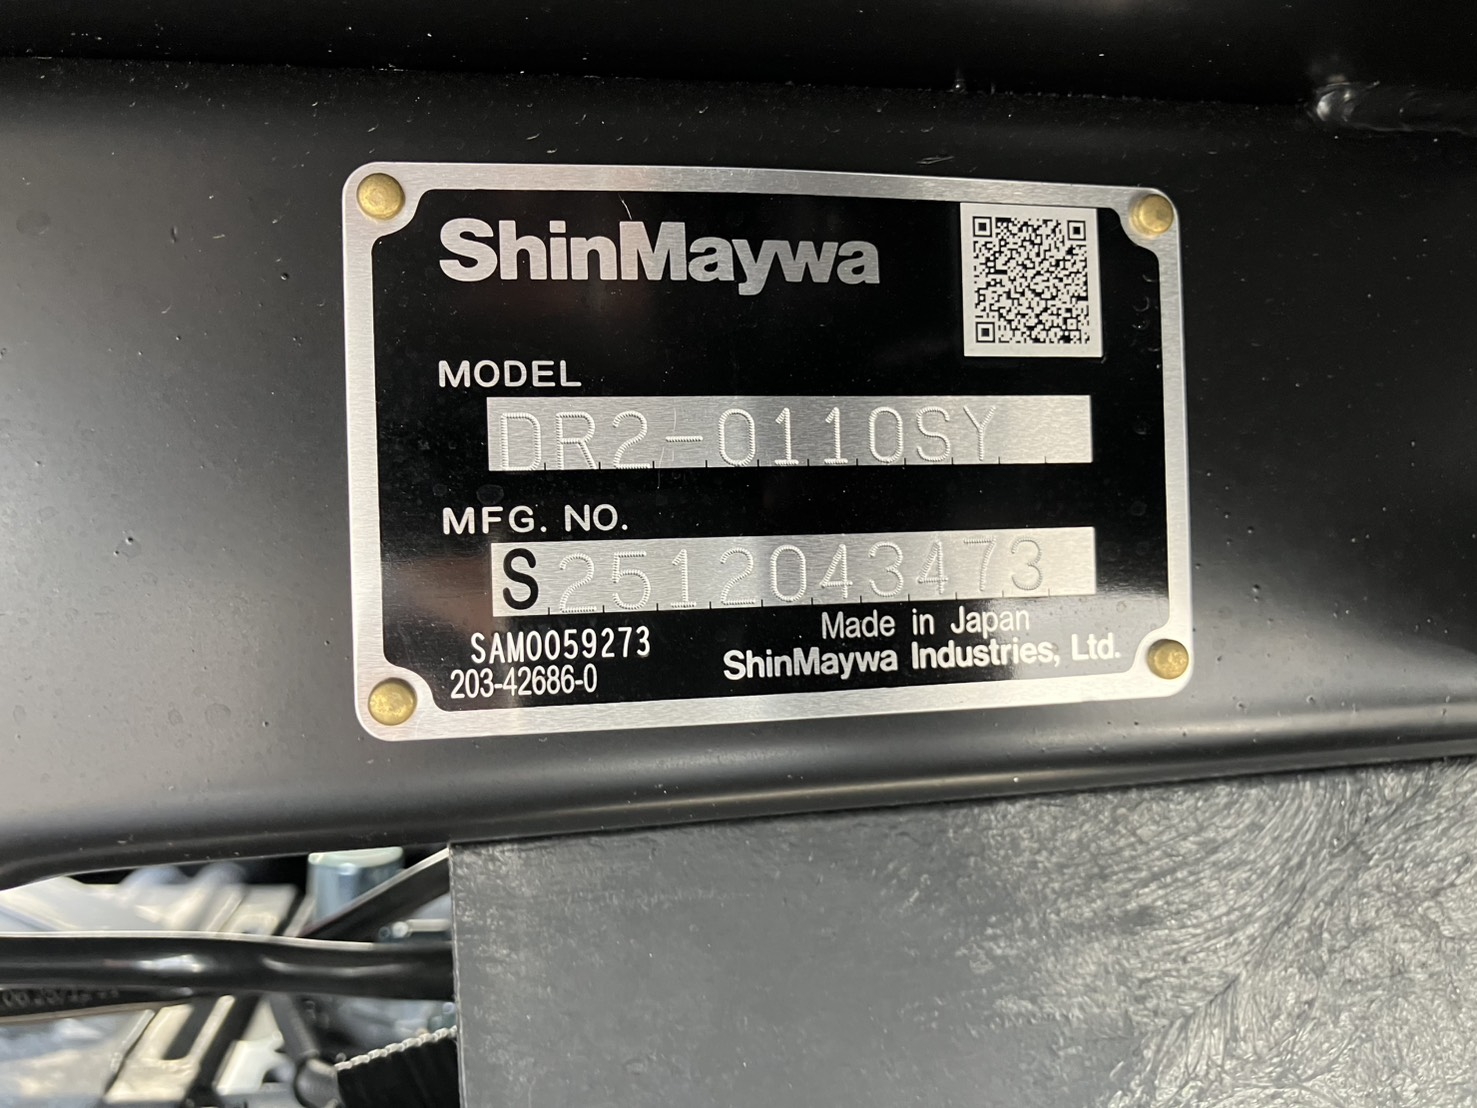 ShinMaywa
MODEL
DR2-0110SY
MFG. NO.
S2512043473
SAM0059273
203-42686-0
Made in Japan
ShinMaywa Industries, Ltd.